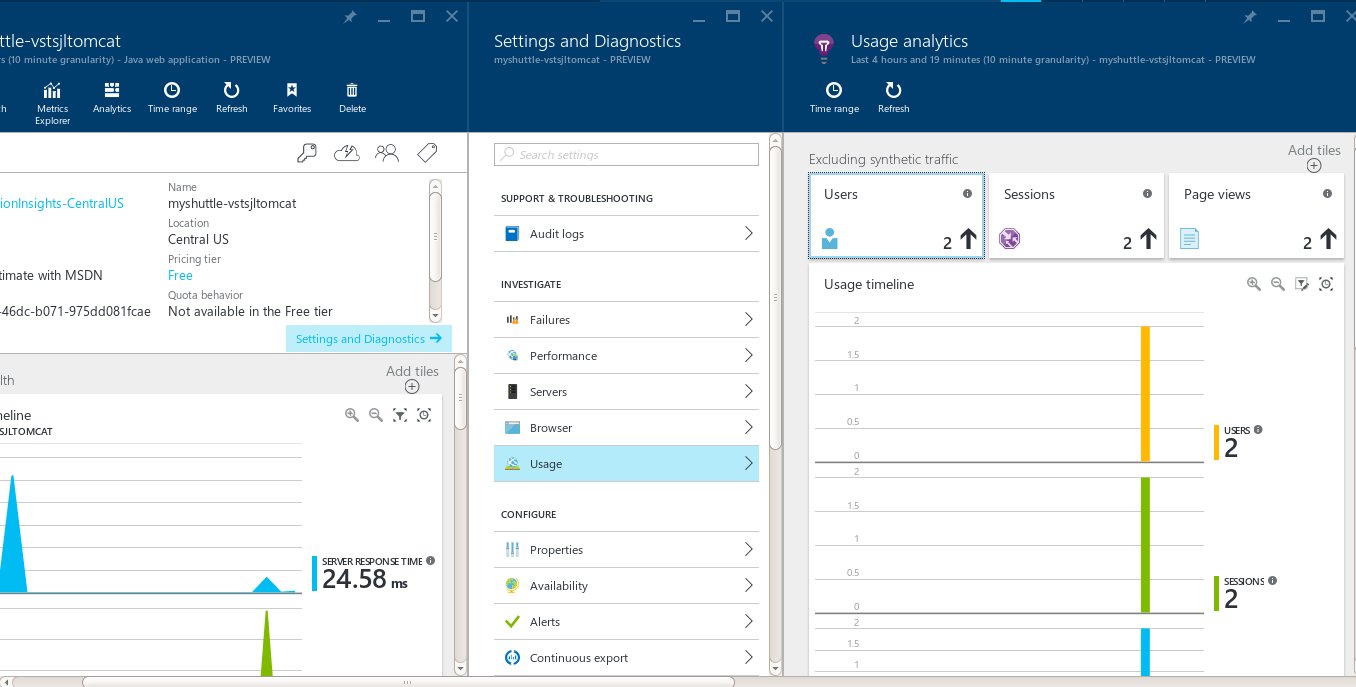 ttle-vstsjltomcat
s (10 minute granularity) - Java web application - PREVIEW
h
Metrics
Explorer
Analytics
Time range
Refresh
Favorites
Delete
ionInsights-CentralUS
timate with MSDN
-46dc-b071-975dd081fcae
Name
myshuttle-vstsjltomcat
Location
Central US
Pricing tier
Free
Quota behavior
Not available in the Free tier
Settings and Diagnostics
lth
Add tiles
neline
SJLTOMCAT
SERVER RESPONSE TIME
24.58 ms
Settings and Diagnostics
myshuttle-vstsjltomcat - PREVIEW
Search settings
SUPPORT & TROUBLESHOOTING
Audit logs
INVESTIGATE
Failures
Performance
Servers
Browser
Usage
CONFIGURE
Properties
Availability
Alerts
Continuous export
Usage analytics
Last 4 hours and 19 minutes (10 minute granularity) - myshuttle-vstsjltomcat - PREVIEW
Time range
Refresh
Excluding synthetic traffic
Add tiles
Users
2
Sessions
2
Page views
2
Usage timeline
2
1.5
1
0.5
0
USERS
2
2
1.5
1
0.5
0
SESSIONS
2
2
1.5
1